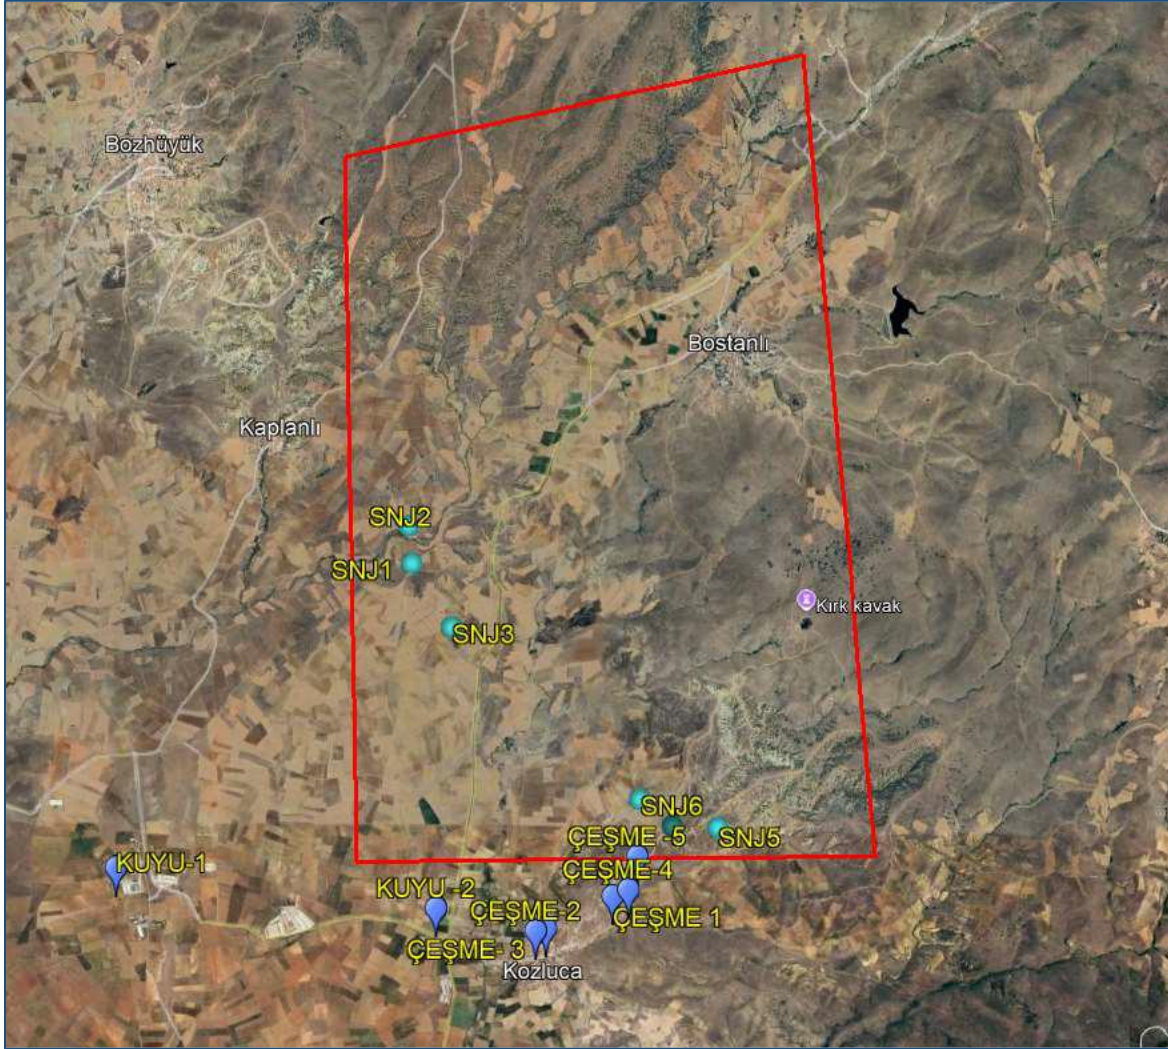 Bozhüyük
Bostanlı
Kaplanlı
SNJ2
SNJ1
Kırk kavak
SNJ3
SNJ6
SNJ5
ÇEŞME -5
KUYU-1
ÇEŞME-4
KUYU -2
ÇEŞME-2
ÇEŞME 1
ÇEŞME- 3
Kozluca